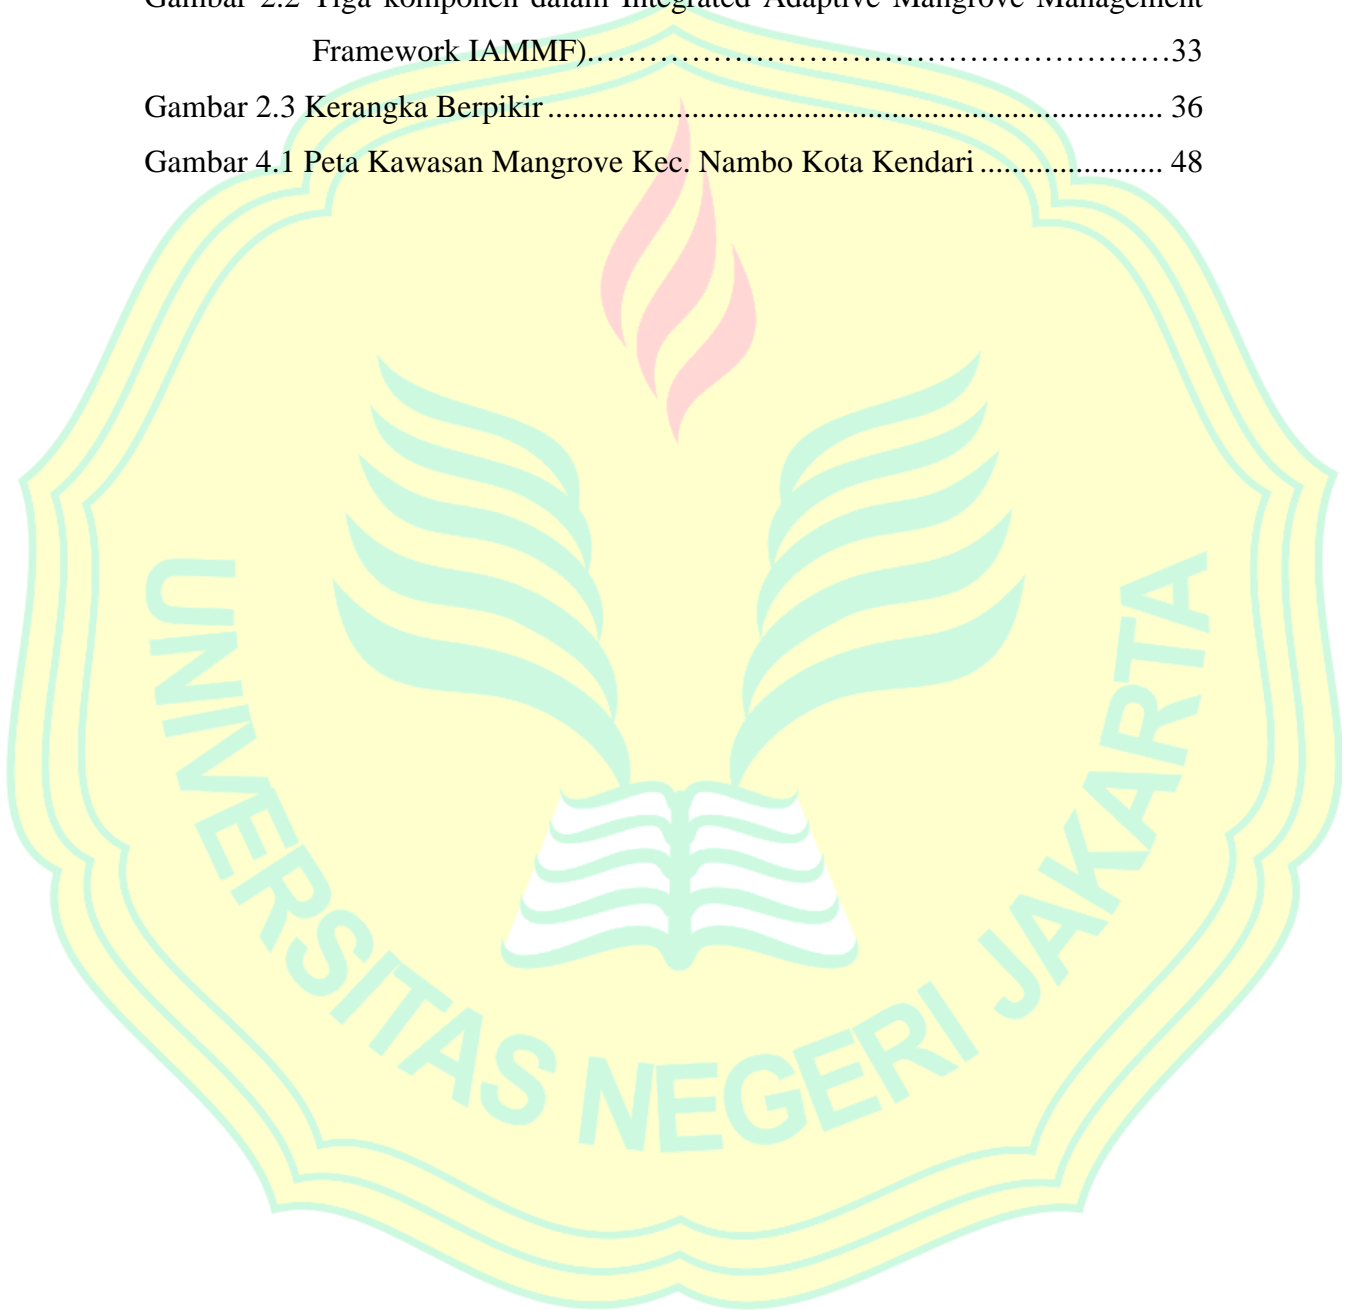 Gambar 2.2 Tiga komponen dalam Integrated Adaptive Mangrove Management
Framework IAMMF)……………………………………………….33
Gambar 2.3 Kerangka Berpikir ............................................................................ 36
Gambar 4.1 Peta Kawasan Mangrove Kec. Nambo Kota Kendari ...................... 48
UNIVERSITAS NEGERI JAKARTA